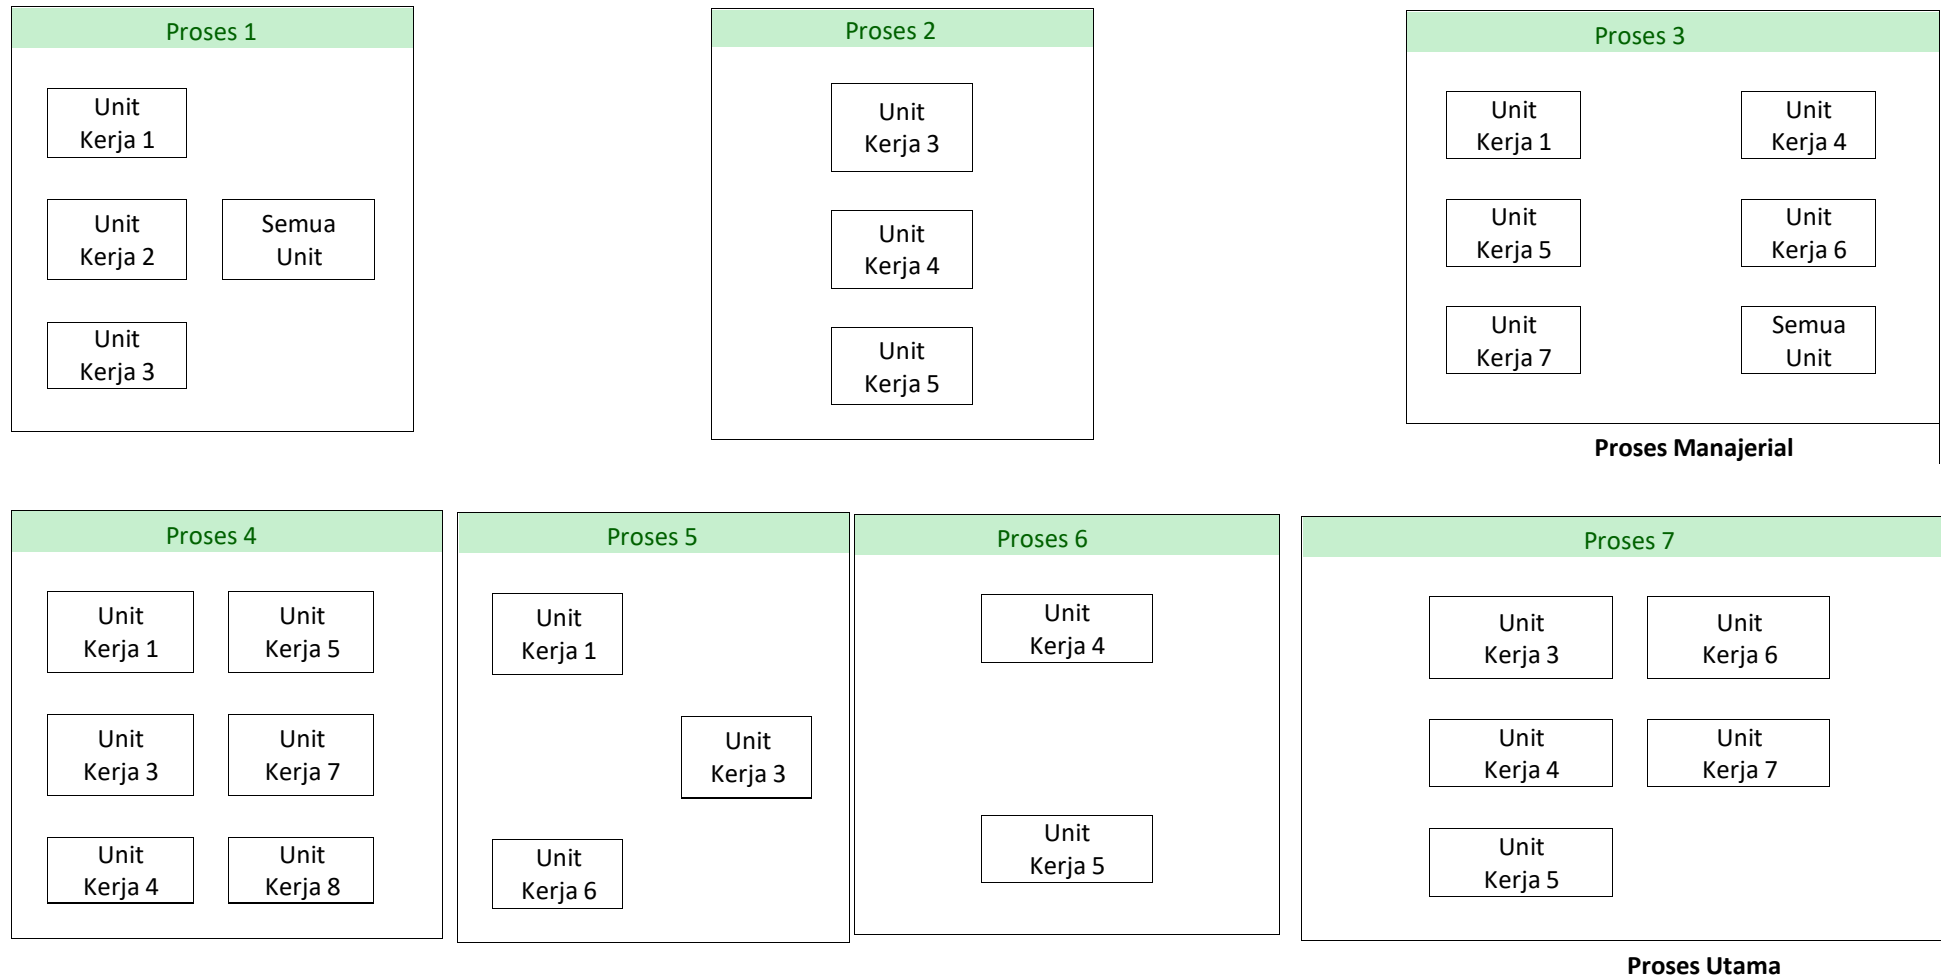 Proses 1
Unit
Kerja 1
Unit
Kerja 2
Semua
Unit
Unit
Kerja 3
Proses 2
Unit
Kerja 3
Unit
Kerja 4
Unit
Kerja 5
Proses 3
Unit
Kerja 1
Unit
Kerja 4
Unit
Kerja 5
Unit
Kerja 6
Unit
Kerja 7
Semua
Unit
Proses Manajerial
Proses 4
Unit
Kerja 1
Unit
Kerja 5
Unit
Kerja 3
Unit
Kerja 7
Unit
Kerja 4
Unit
Kerja 8
Proses 5
Unit
Kerja 1
Unit
Kerja 3
Unit
Kerja 6
Proses 6
Unit
Kerja 4
Unit
Kerja 5
Proses 7
Unit
Kerja 3
Unit
Kerja 6
Unit
Kerja 4
Unit
Kerja 7
Unit
Kerja 5
Proses Utama